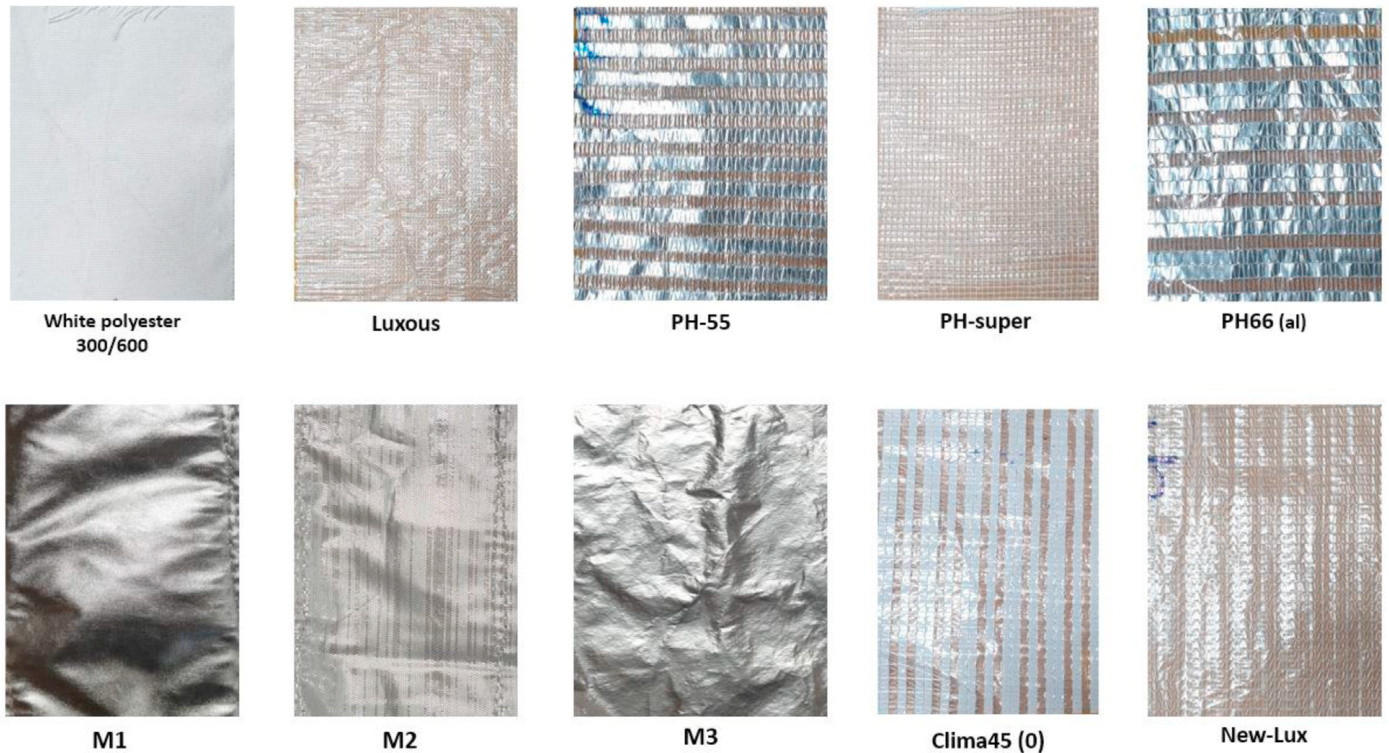 White polyester
300/600
Luxous
PH-55
PH-super
PH66 (al)
M1
M2
M3
Clima45 (0)
New-Lux